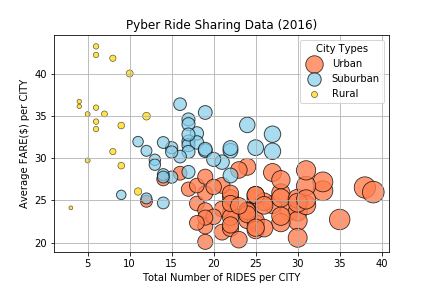 Pyber Ride Sharing Data (2016)
City Types
Urban
Suburban
Rural
Average FARE($) per CITY
40
35
30
25
20
5
10
15
20
25
30
35
40
Total Number of RIDES per CITY